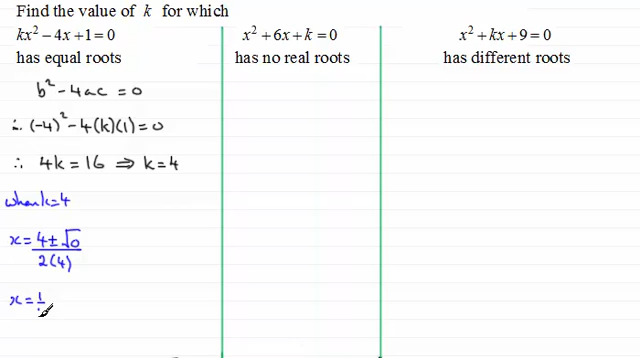 Find the value of k for which
kx² − 4x + 1 = 0
has equal roots
b² − 4ac = 0
∴ (−4)² − 4(k)(1) = 0
∴ 4k = 16 ⇒ k = 4
when k = 4
x = 4 ± √0 / 2(4)
x = 1/
x² + 6x + k = 0
has no real roots
x² + kx + 9 = 0
has different roots